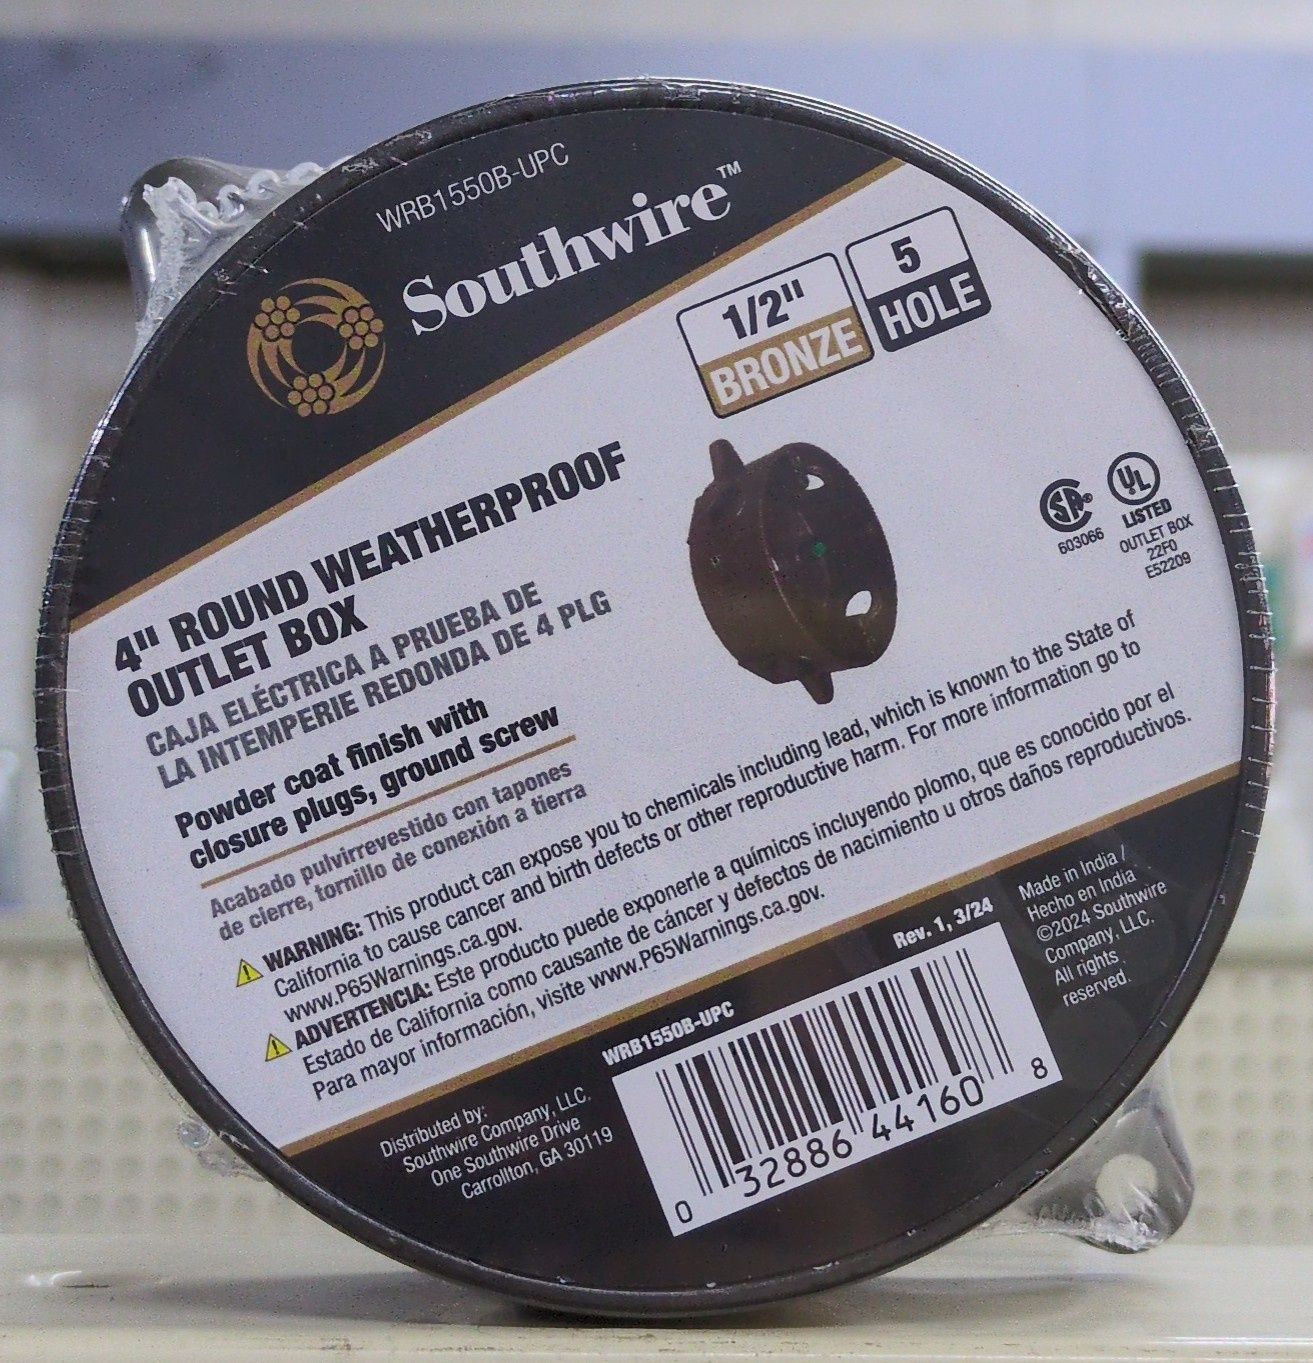 WRB1550B-UPC
Southwire™
1/2"
BRONZE
5
HOLE
4" ROUND WEATHERPROOF
OUTLET BOX
CAJA ELÉCTRICA A PRUEBA DE
LA INTEMPERIE REDONDA DE 4 PLG
Powder coat finish with
closure plugs, ground screw
Acabado pulvirrevestido con tapones
de cierre, tornillo de conexión a tierra
SA®
603066
UL
LISTED
OUTLET BOX
22F0
E52209
WARNING: This product can expose you to chemicals including lead, which is known to the State of
California to cause cancer and birth defects or other reproductive harm. For more information go to
www.P65Warnings.ca.gov.
ADVERTENCIA: Este producto puede exponerle a químicos incluyendo plomo, que es conocido por el
Estado de California como causante de cáncer y defectos de nacimiento u otros daños reproductivos.
Para mayor información, visite www.P65Warnings.ca.gov.
Distributed by:
Southwire Company, LLC.
One Southwire Drive
Carrollton, GA 30119
WRB1550B-UPC
Rev. 1, 3/24
0 32886 44160 8
Made in India /
Hecho en India
©2024 Southwire
Company, LLC.
All rights
reserved.